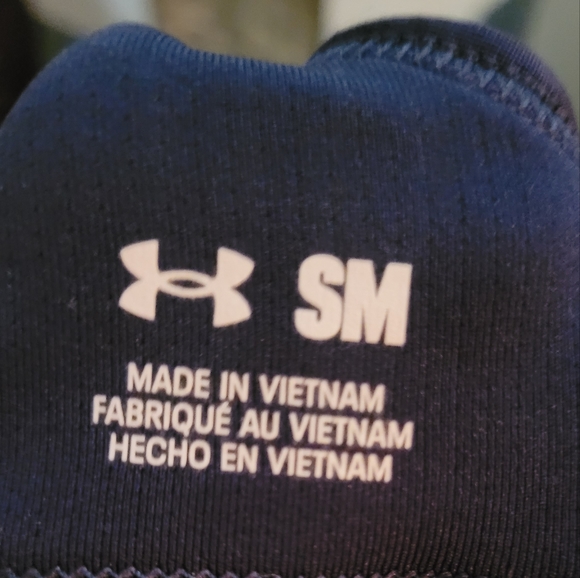 SM
MADE IN VIETNAM
FABRIQUÉ AU VIETNAM
HECHO EN VIETNAM